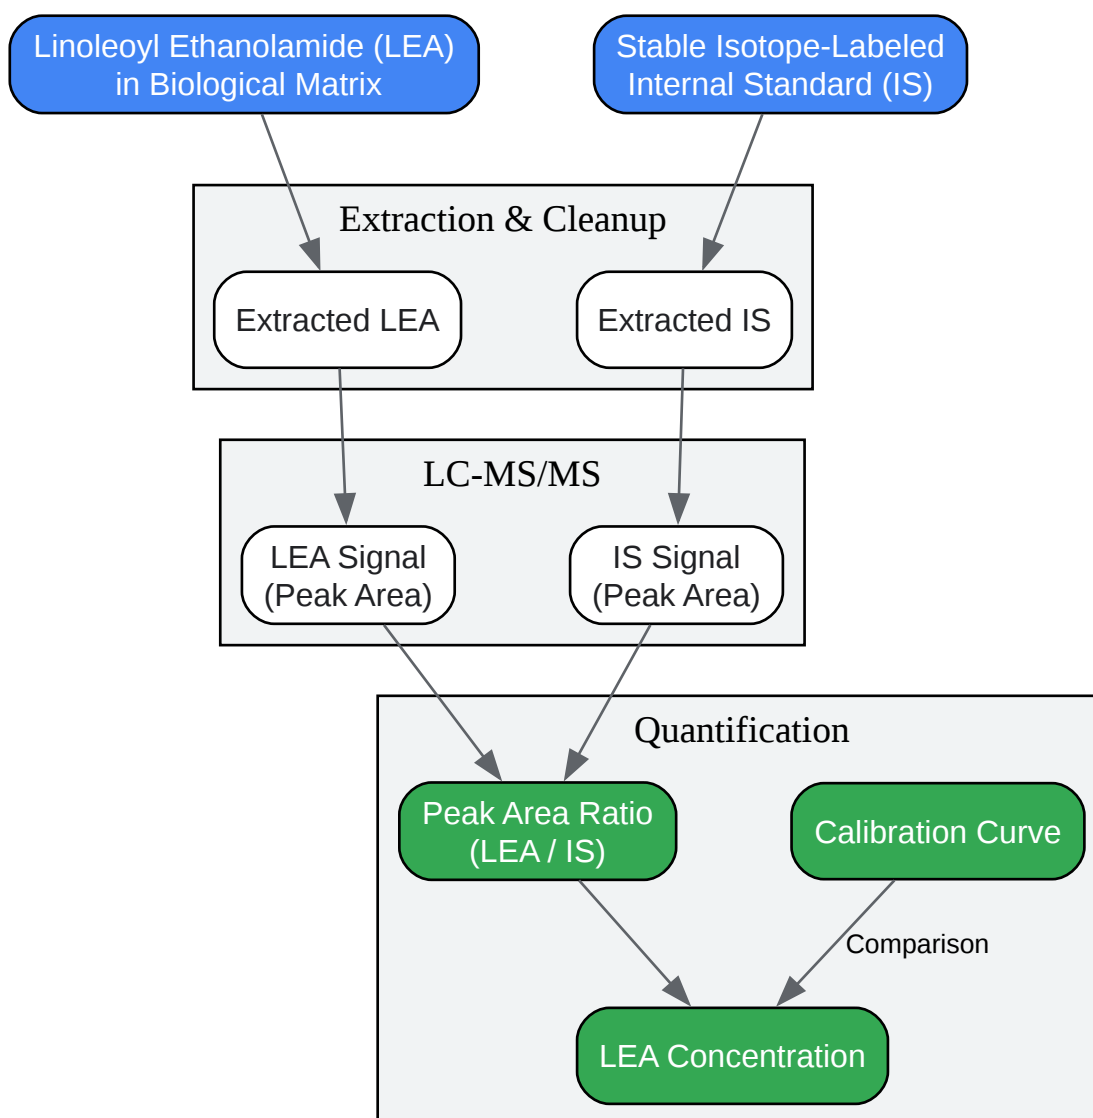 Linoleoyl Ethanolamide (LEA)
in Biological Matrix
Stable Isotope-Labeled
Internal Standard (IS)
Extraction & Cleanup
Extracted LEA
Extracted IS
LC-MS/MS
LEA Signal
(Peak Area)
IS Signal
(Peak Area)
Quantification
Peak Area Ratio
(LEA / IS)
Calibration Curve
Comparison
LEA Concentration